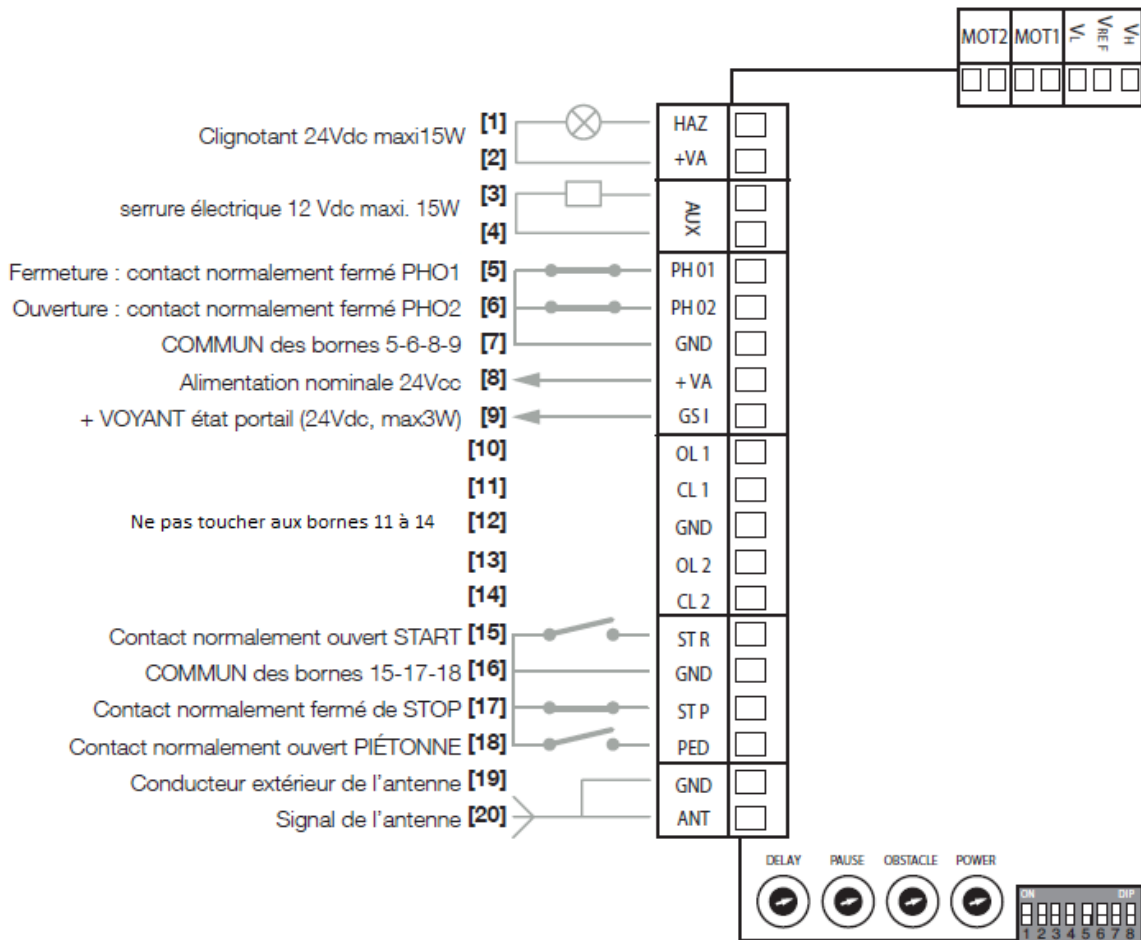 MOT2 MOT1 VL VREF VH
Clignotant 24Vdc maxi15W [1] HAZ
[2] +VA
serrure électrique 12 Vdc maxi. 15W [3] AUX
[4]
Fermeture : contact normalement fermé PHO1 [5] PH 01
Ouverture : contact normalement fermé PHO2 [6] PH 02
COMMUN des bornes 5-6-8-9 [7] GND
Alimentation nominale 24Vcc [8] + VA
+ VOYANT état portail (24Vdc, max3W) [9] GS I
[10] OL 1
[11] CL 1
Ne pas toucher aux bornes 11 à 14 [12] GND
[13] OL 2
[14] CL 2
Contact normalement ouvert START [15] ST R
COMMUN des bornes 15-17-18 [16] GND
Contact normalement fermé de STOP [17] ST P
Contact normalement ouvert PIÉTONNE [18] PED
Conducteur extérieur de l'antenne [19] GND
Signal de l'antenne [20] ANT
DELAY PAUSE OBSTACLE POWER
ON DIP
1 2 3 4 5 6 7 8